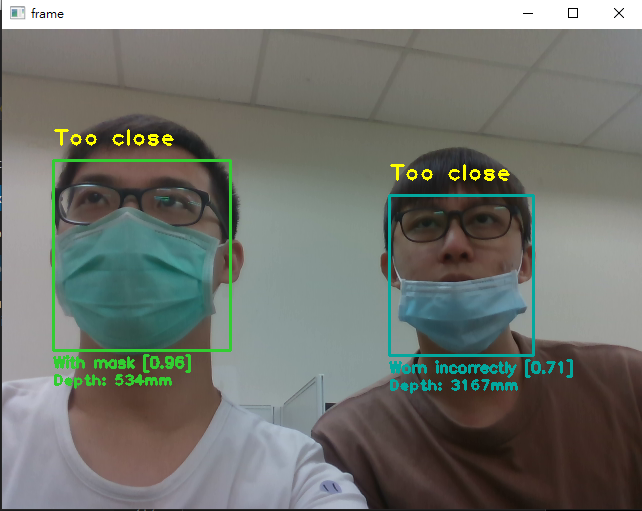 frame
Too close
Too close
With mask [0.96]
Depth: 534mm
Worn incorrectly [0.71]
Depth: 3167mm